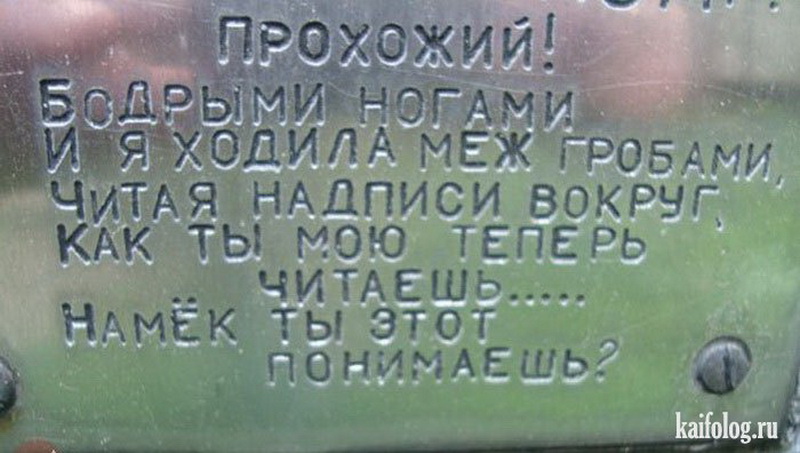 ПРОХОЖИЙ!
БОДРЫМИ НОГАМИ
И Я ХОДИЛА МЕЖ ГРОБАМИ,
ЧИТАЯ НАДПИСИ ВОКРУГ,
КАК ТЫ МОЮ ТЕПЕРЬ
ЧИТАЕШЬ.....
НАМЁК ТЫ ЭТОТ
ПОНИМАЕШЬ?
kaifolog.ru